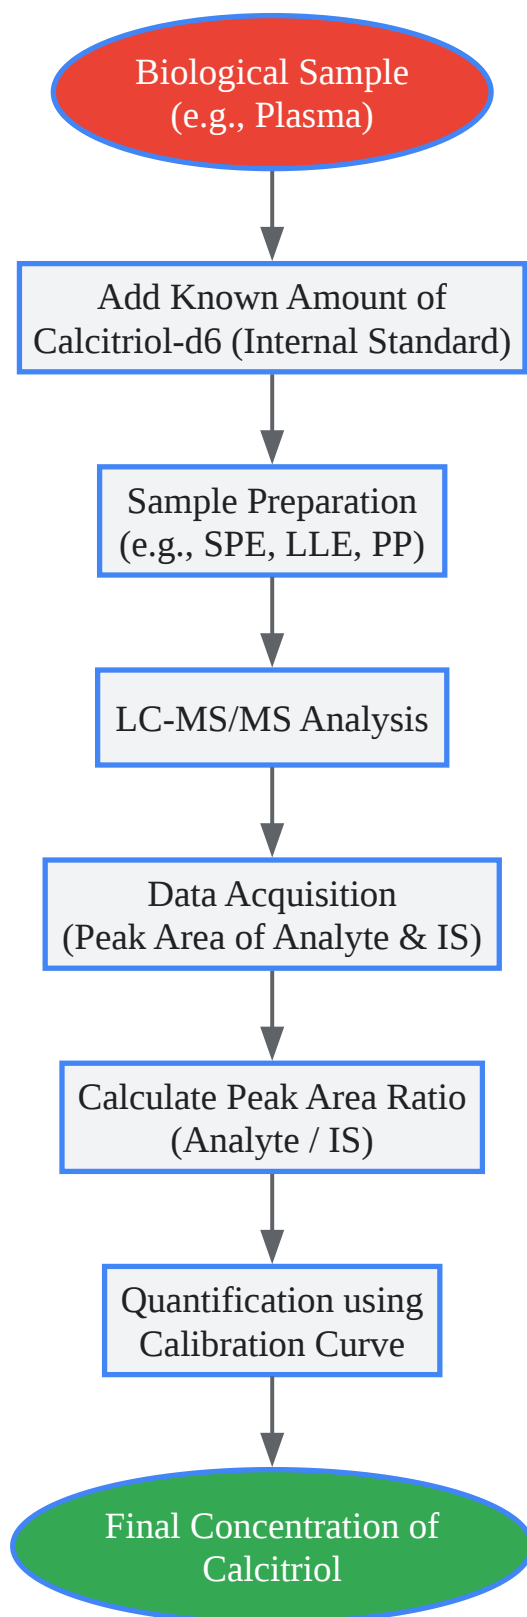 Biological Sample
(e.g., Plasma)
Add Known Amount of
Calcitriol-d6 (Internal Standard)
Sample Preparation
(e.g., SPE, LLE, PP)
LC-MS/MS Analysis
Data Acquisition
(Peak Area of Analyte & IS)
Calculate Peak Area Ratio
(Analyte / IS)
Quantification using
Calibration Curve
Final Concentration of
Calcitriol